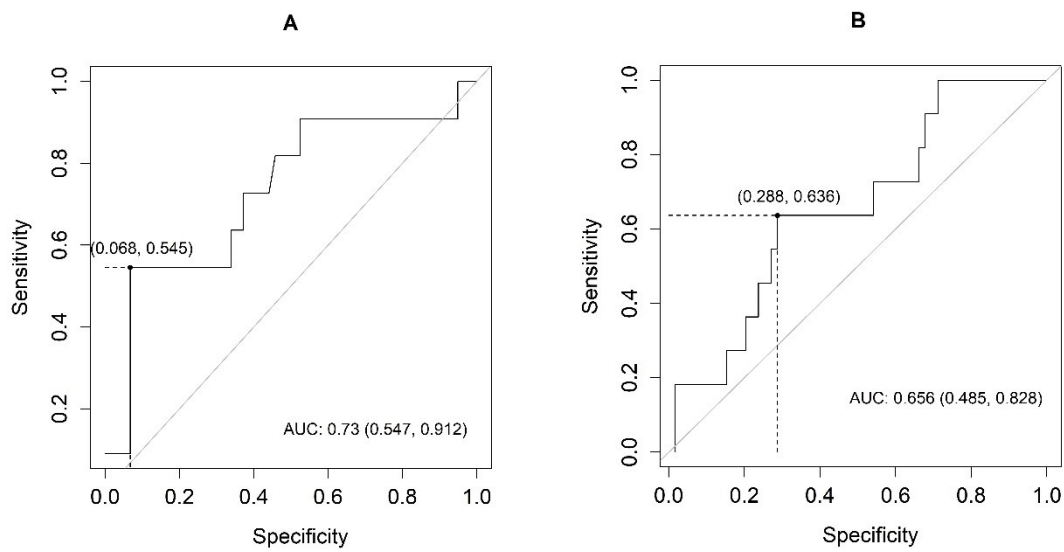 A
1.0
0.8
0.6
0.4
0.2
Sensitivity
(0.068, 0.545)
AUC: 0.73 (0.547, 0.912)
0.0 0.2 0.4 0.6 0.8 1.0
Specificity
B
1.0
0.8
0.6
0.4
0.2
0.0
Sensitivity
(0.288, 0.636)
AUC: 0.656 (0.485, 0.828)
0.0 0.2 0.4 0.6 0.8 1.0
Specificity